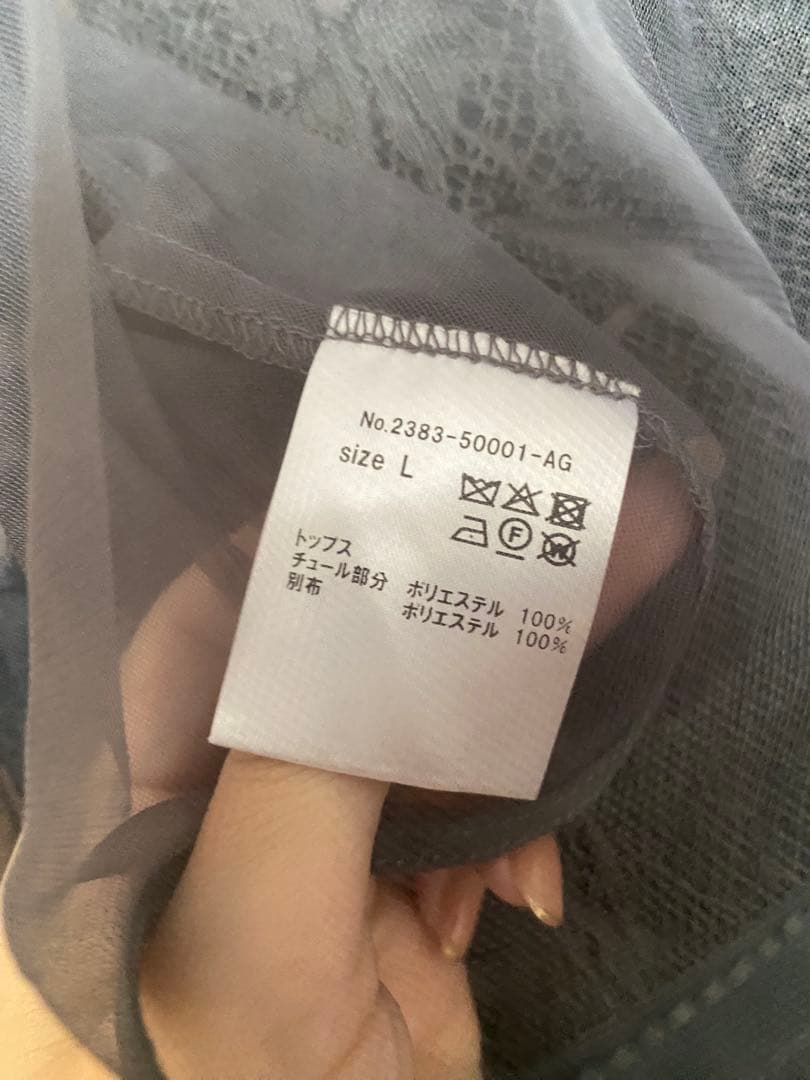 No.2383-50001-AG
size L
F
W
トップス
チュール部分 ポリエステル 100%
別布 ポリエステル 100%